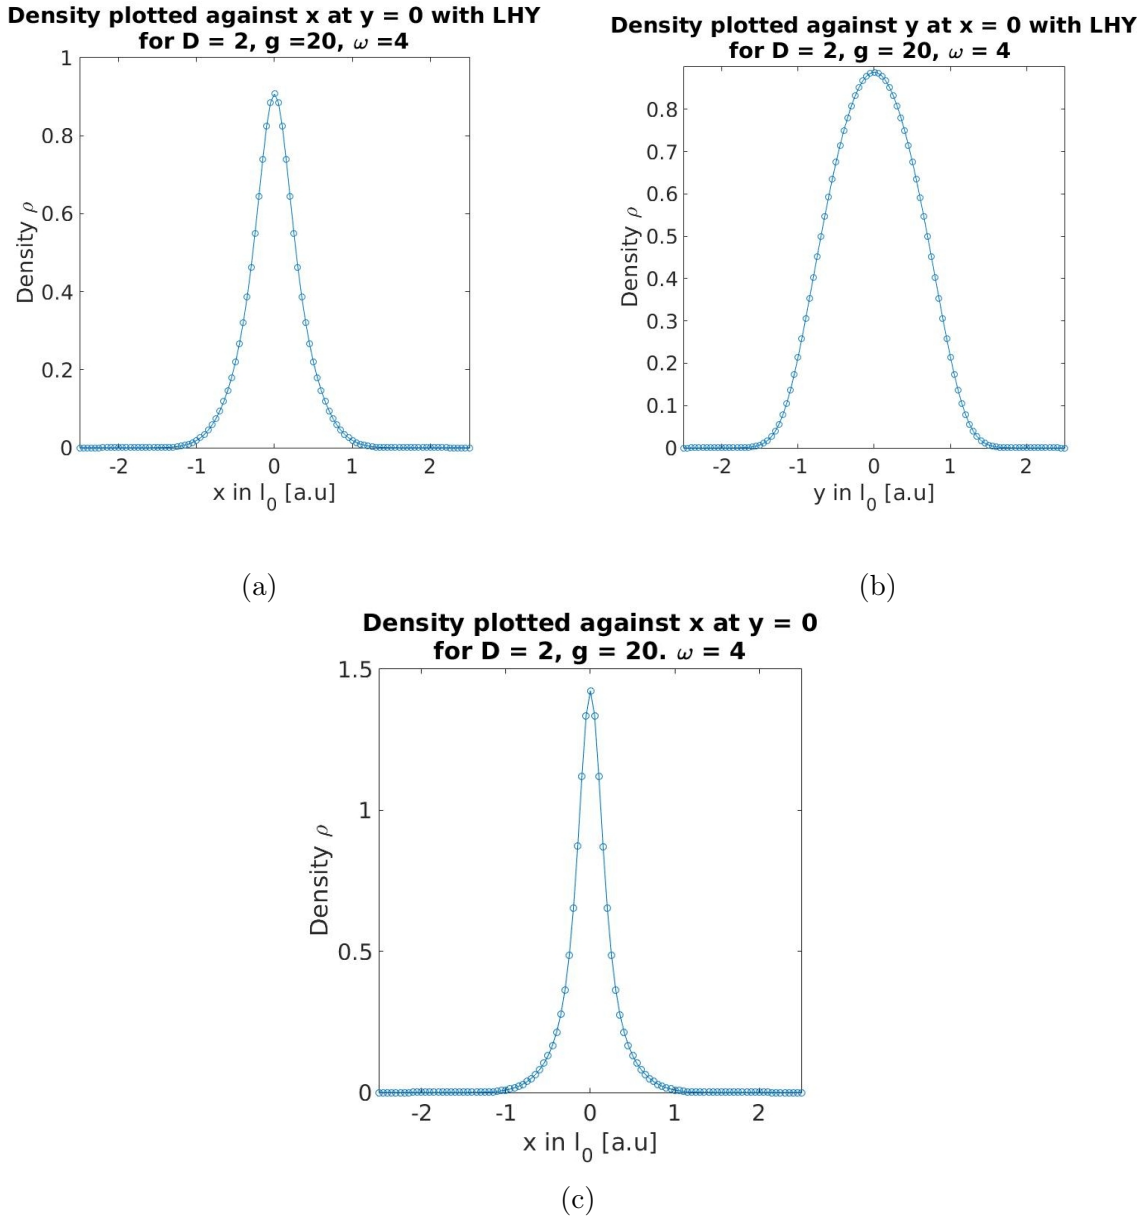 Density plotted against x at y = 0 with LHY
for D = 2, g =20, ω =4
1
0.8
0.6
0.4
0.2
0
Density ρ
-2 -1 0 1 2
x in l0 [a.u]
(a)
Density plotted against y at x = 0 with LHY
for D = 2, g = 20, ω = 4
0.8
0.7
0.6
0.5
0.4
0.3
0.2
0.1
0
Density ρ
-2 -1 0 1 2
y in l0 [a.u]
(b)
Density plotted against x at y = 0
for D = 2, g = 20. ω = 4
1.5
1
0.5
0
Density ρ
-2 -1 0 1 2
x in l0 [a.u]
(c)